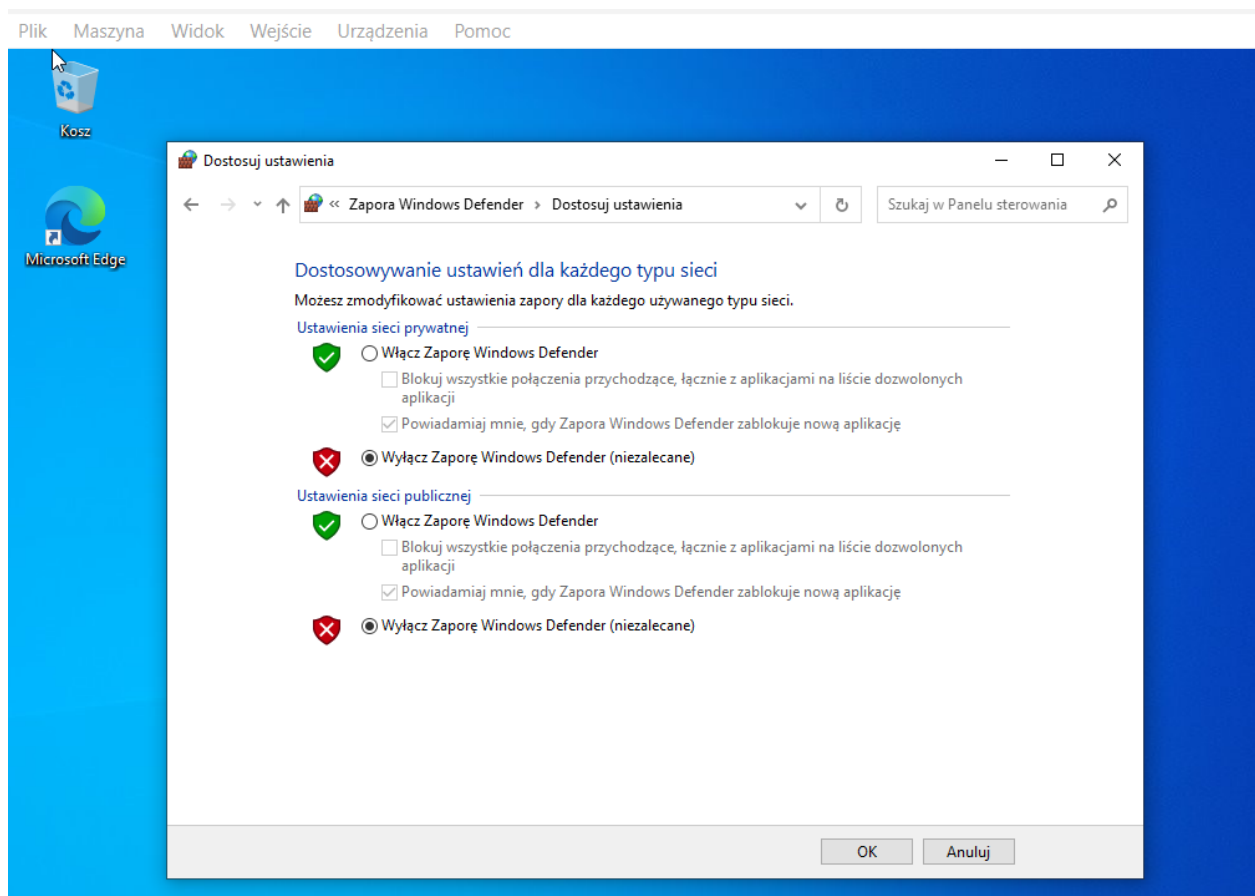 Plik Maszyna Widok Wejście Urządzenia Pomoc
Kosz
Microsoft Edge
Dostosuj ustawienia
« Zapora Windows Defender › Dostosuj ustawienia
Szukaj w Panelu sterowania
Dostosowywanie ustawień dla każdego typu sieci
Możesz zmodyfikować ustawienia zapory dla każdego używanego typu sieci.
Ustawienia sieci prywatnej
Włącz Zaporę Windows Defender
Blokuj wszystkie połączenia przychodzące, łącznie z aplikacjami na liście dozwolonych
aplikacji
Powiadamiaj mnie, gdy Zapora Windows Defender zablokuje nową aplikację
Wyłącz Zaporę Windows Defender (niezalecane)
Ustawienia sieci publicznej
Włącz Zaporę Windows Defender
Blokuj wszystkie połączenia przychodzące, łącznie z aplikacjami na liście dozwolonych
aplikacji
Powiadamiaj mnie, gdy Zapora Windows Defender zablokuje nową aplikację
Wyłącz Zaporę Windows Defender (niezalecane)
OK Anuluj